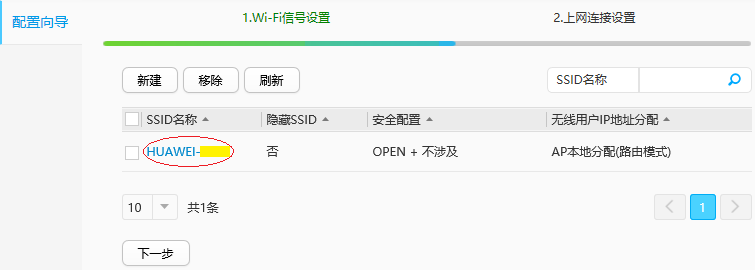 配置向导
1.Wi-Fi信号设置
2.上网连接设置
新建 移除 刷新 SSID名称
SSID名称 隐藏SSID 安全配置 无线用户IP地址分配
HUAWEI- 否 OPEN + 不涉及 AP本地分配(路由模式)
10 共1条 < 1 >
下一步